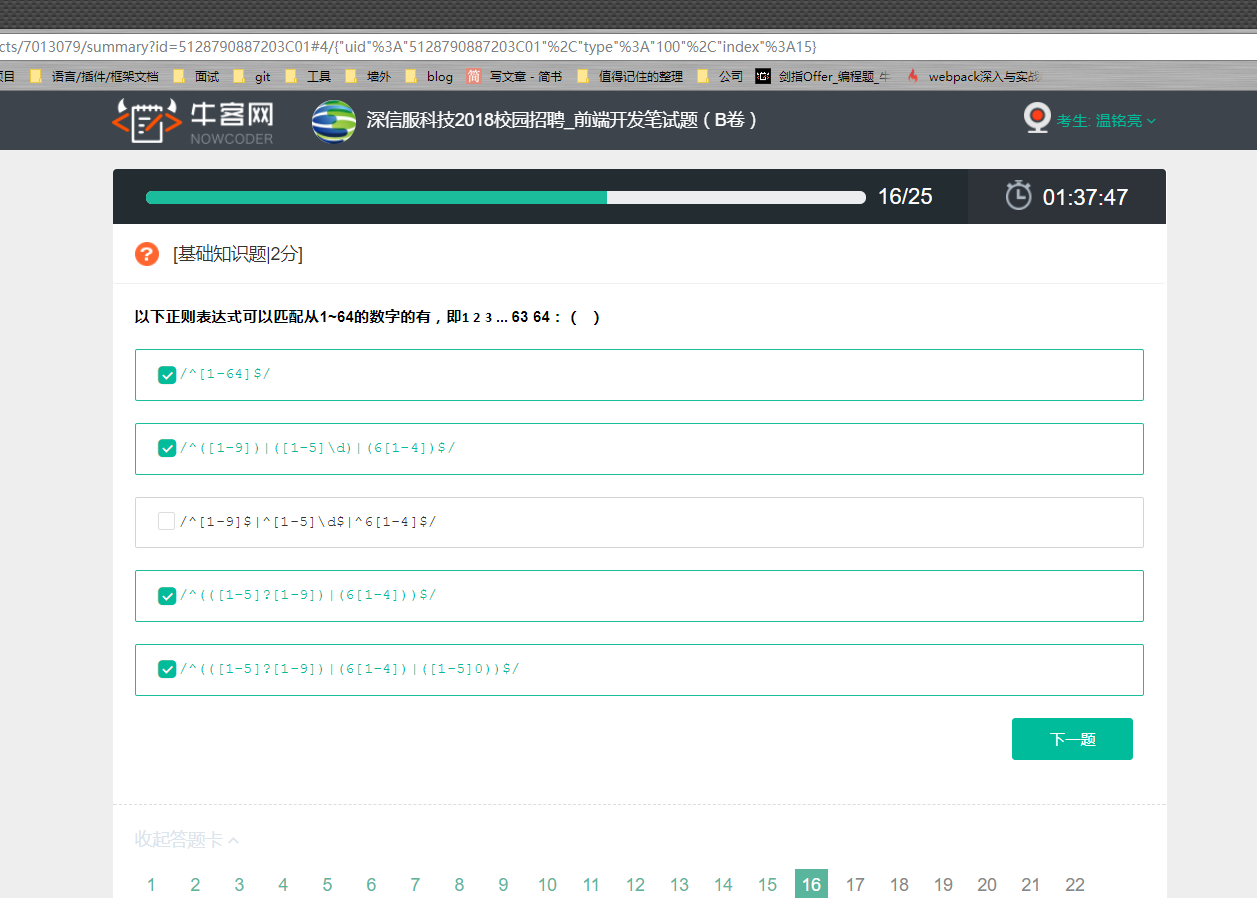 cts/7013079/summary?id=5128790887203C01#4/{"uid"%3A"5128790887203C01"%2C"type"%3A"100"%2C"index"%3A15}
项目 语言/插件/框架文档 面试 git 工具 墙外 blog 简 写文章 - 简书 值得记住的整理 公司 剑指Offer_编程题_牛 webpack深入与实战
牛客网
NOWCODER
深信服科技2018校园招聘_前端开发笔试题（B卷）
考生: 温铭亮
16/25
01:37:47
? [基础知识题|2分]
以下正则表达式可以匹配从1~64的数字的有，即1 2 3 ... 63 64：（ ）
/^[1-64]$/
/^([1-9])|([1-5]\d)|(6[1-4])$/
/^[1-9]$|^[1-5]\d$|^6[1-4]$/
/^(([1-5]?[1-9])|(6[1-4]))$/
/^(([1-5]?[1-9])|(6[1-4])|([1-5]0))$/
下一题
收起答题卡
1 2 3 4 5 6 7 8 9 10 11 12 13 14 15 16 17 18 19 20 21 22